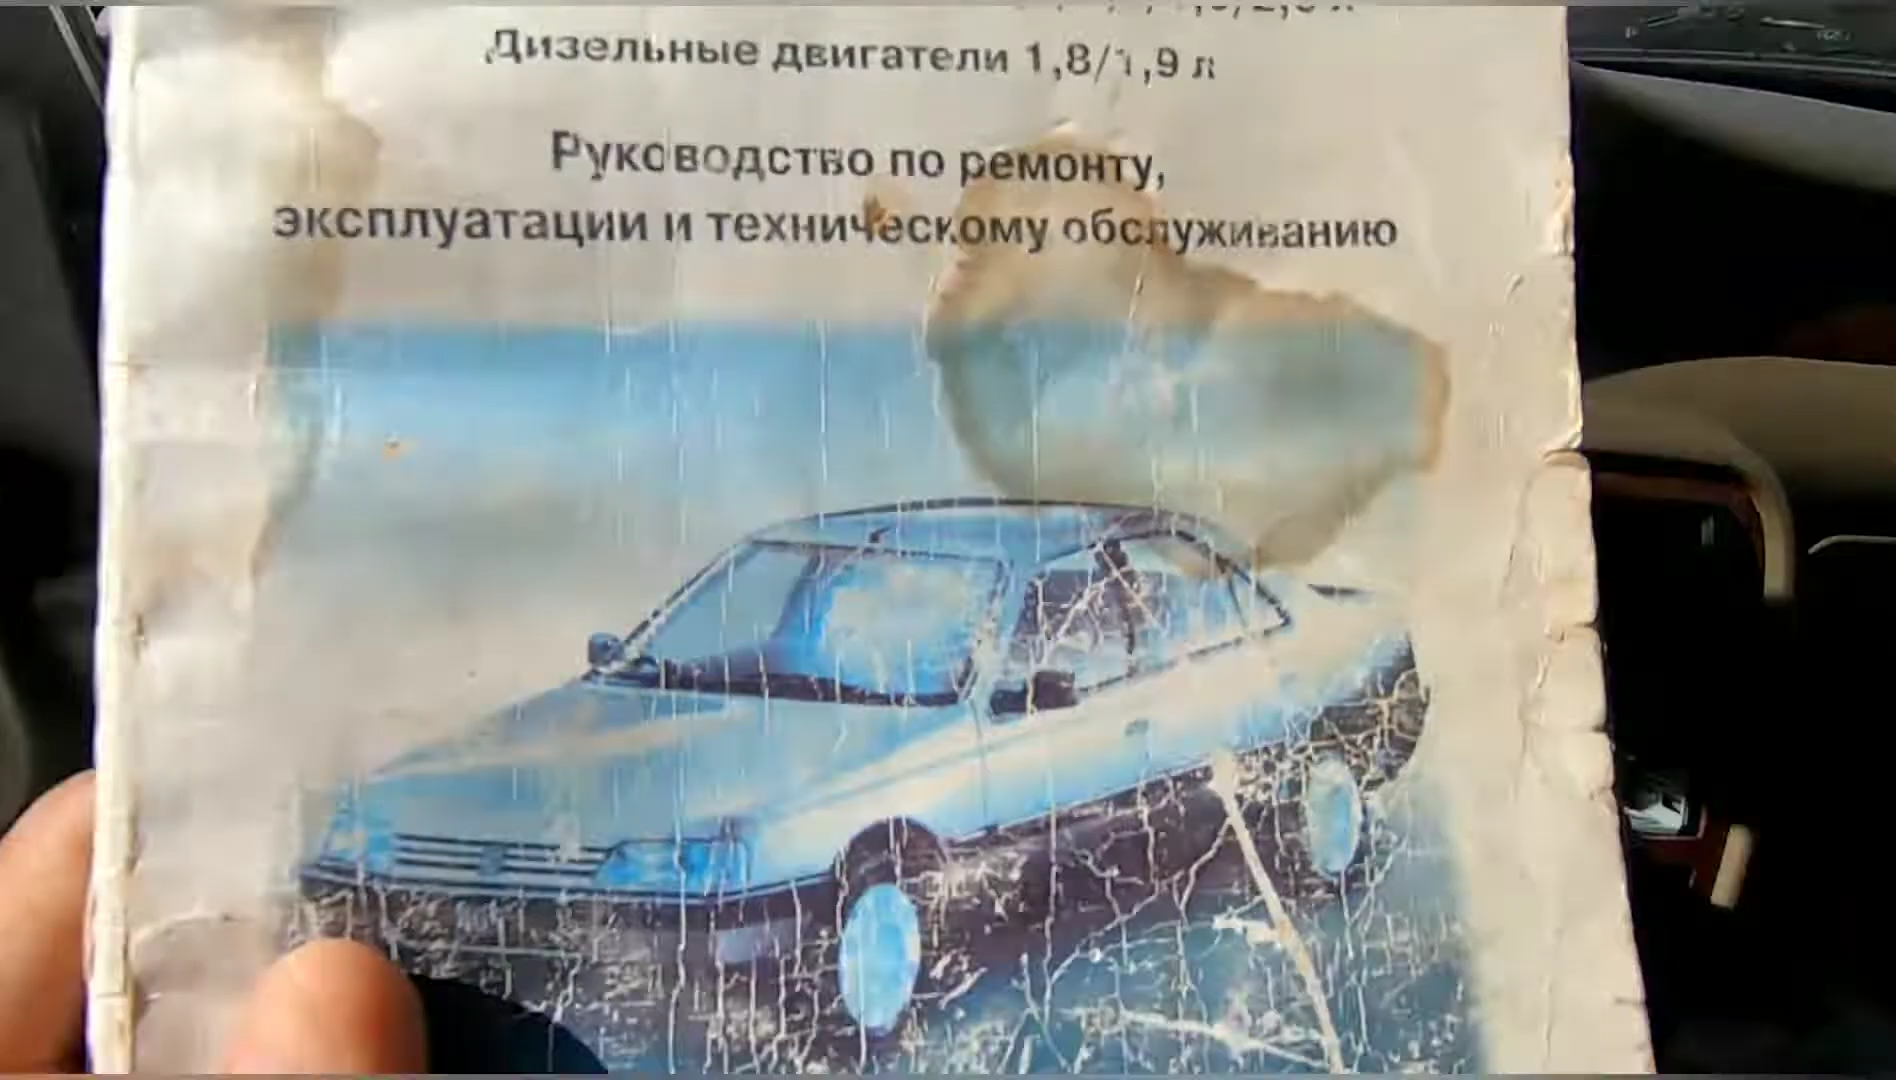 Дизельные двигатели 1,8/1,9 л
Руководство по ремонту,
эксплуатации и техническому обслуживанию